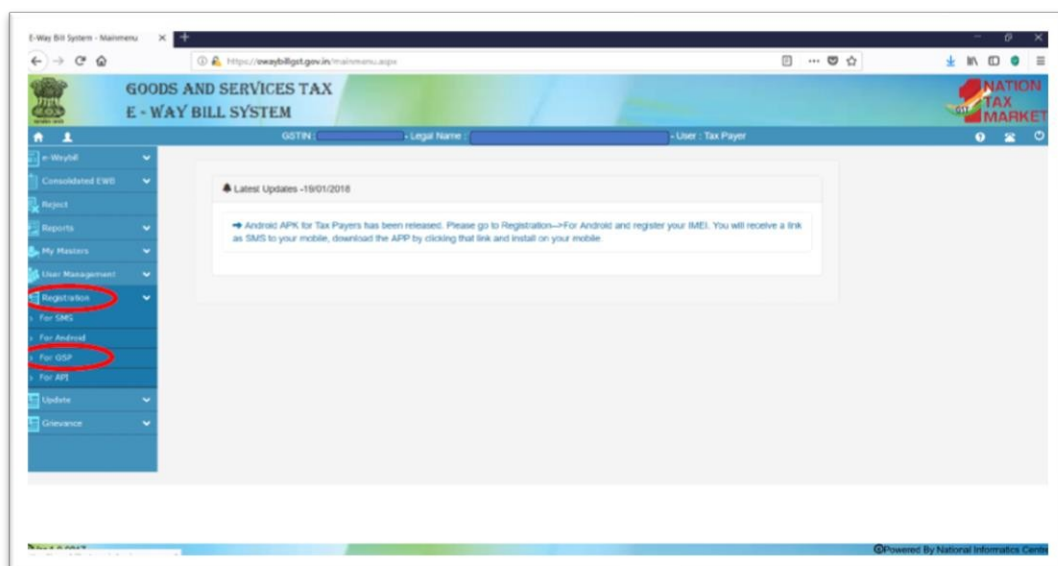 E-Way Bill System - Mainmenu
https://ewaybillgst.gov.in/mainmenu.aspx
GOODS AND SERVICES TAX
E - WAY BILL SYSTEM
NATION
GST TAX
MARKET
GSTIN : - Legal Name : - User : Tax Payer
e-Waybill
Consolidated EWB
Reject
Reports
My Masters
User Management
Registration
For SMS
For Android
For GSP
For API
Update
Grievance
Latest Updates -19/01/2018
Android APK for Tax Payers has been released. Please go to Registration-->For Android and register your IMEI. You will receive a link
as SMS to your mobile, download the APP by clicking that link and install on your mobile.
Powered By National Informatics Centre